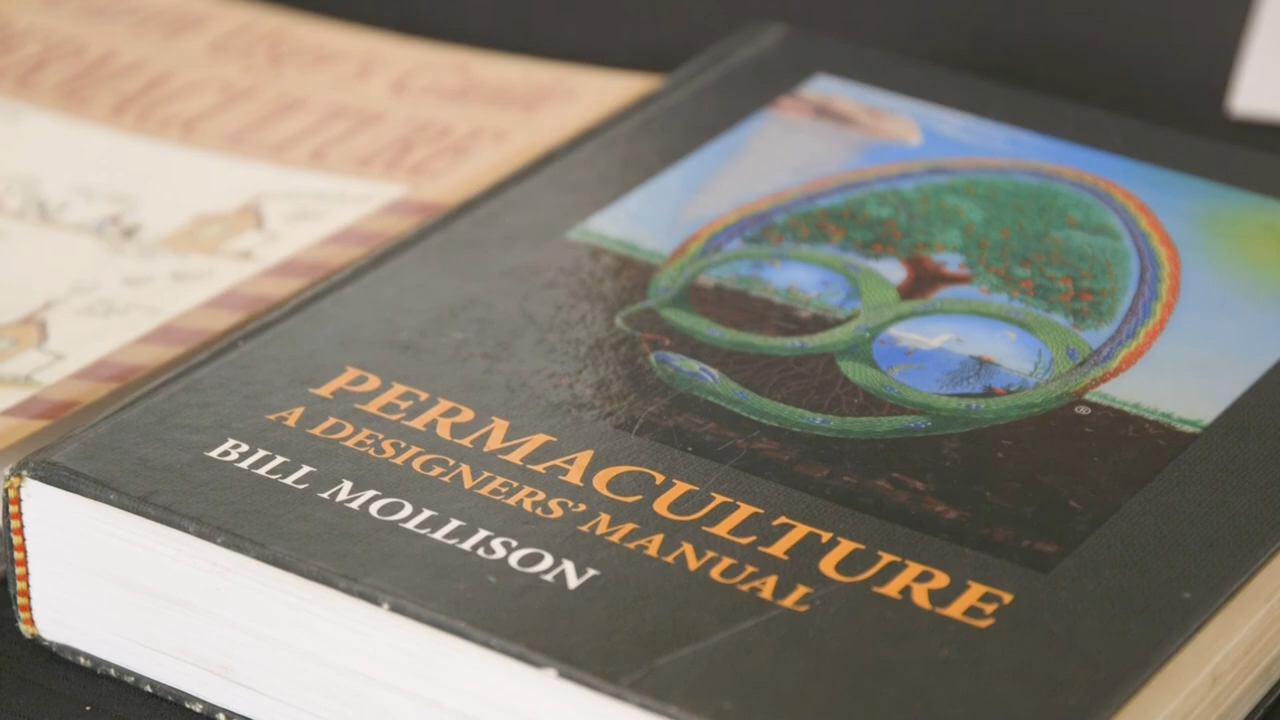 PERMACULTURE
PERMACULTURE
A DESIGNERS' MANUAL
BILL MOLLISON
®